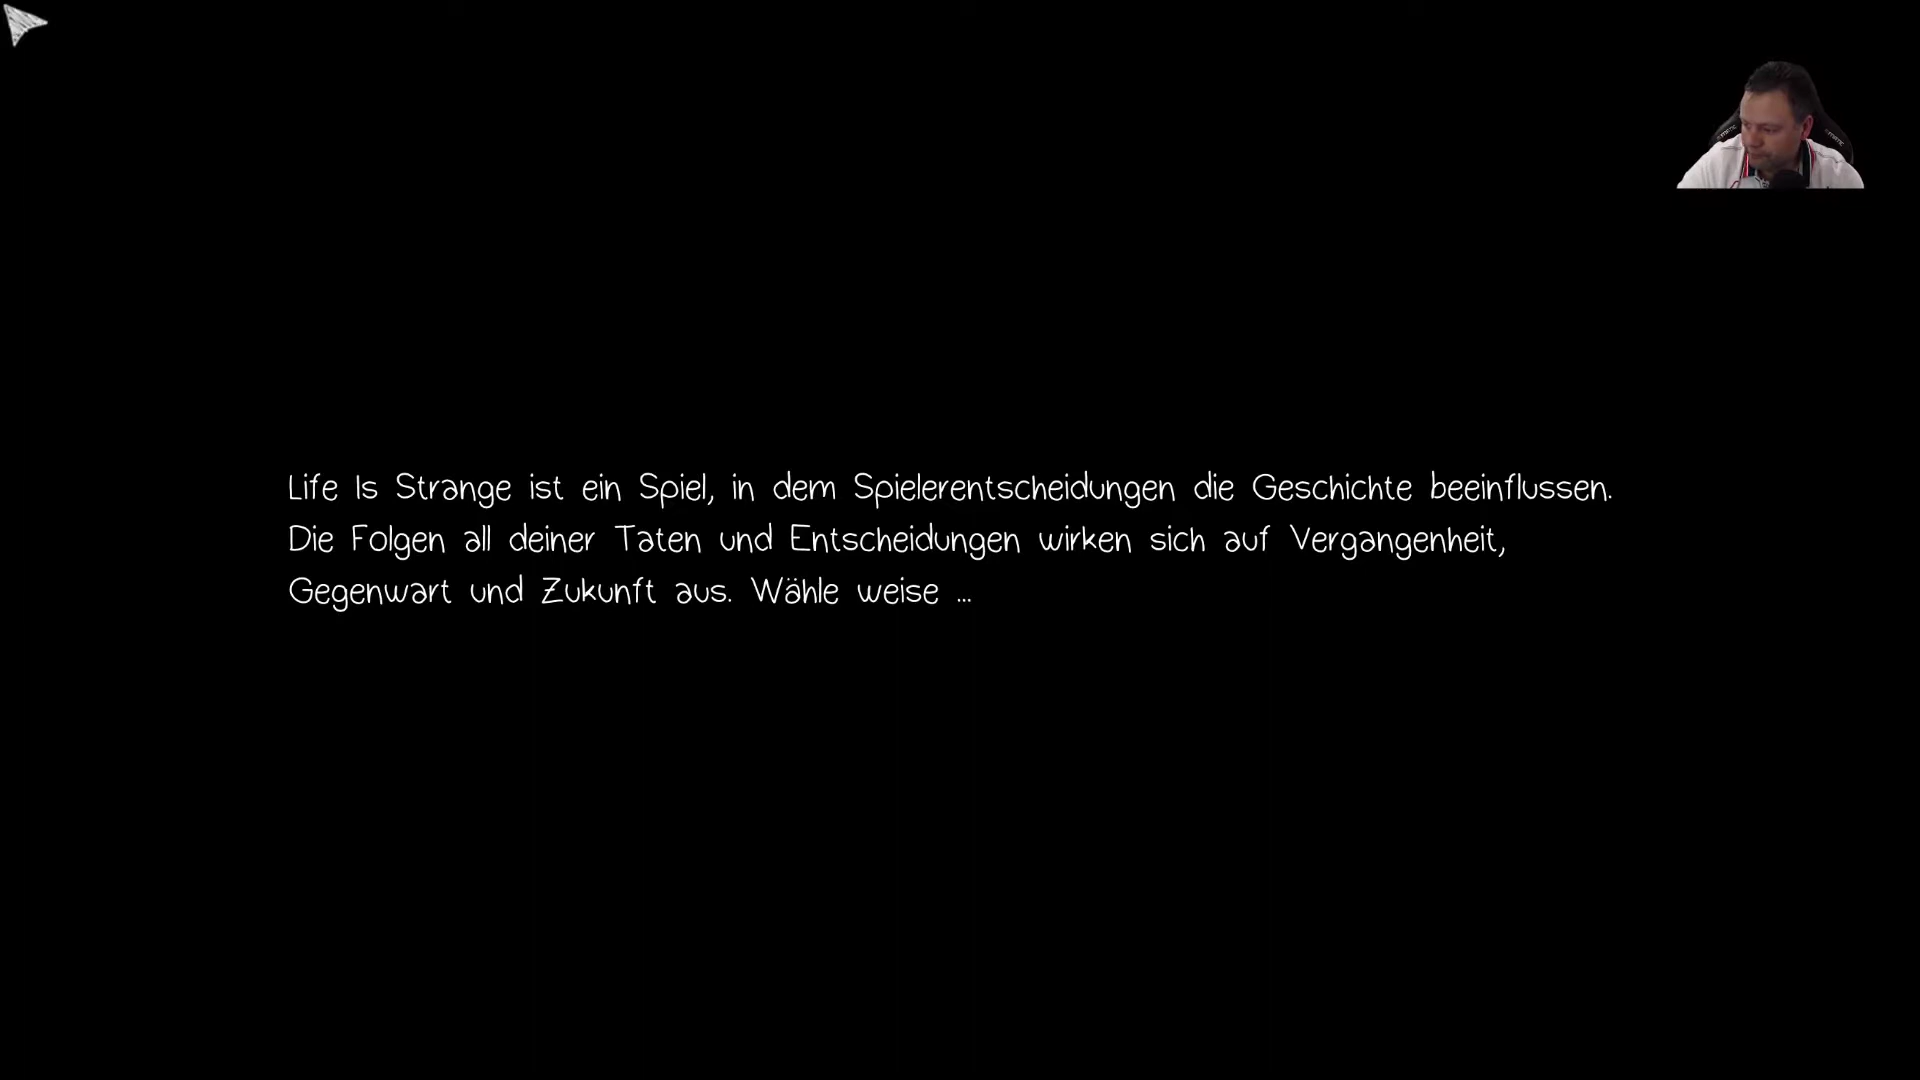 Life Is Strange ist ein Spiel, in dem Spielerentscheidungen die Geschichte beeinflussen.
Die Folgen all deiner Taten und Entscheidungen wirken sich auf Vergangenheit,
Gegenwart und Zukunft aus. Wähle weise ...